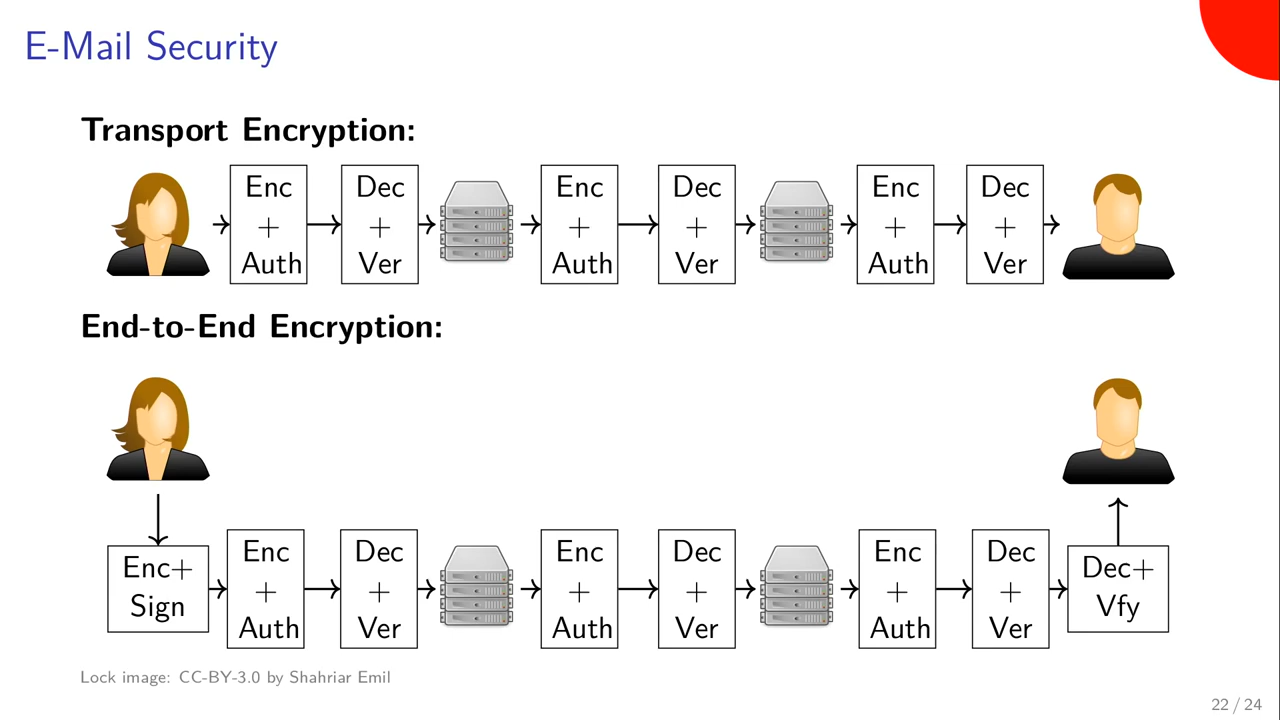 E-Mail Security
Transport Encryption:
Enc
+
Auth
Dec
+
Ver
Enc
+
Auth
Dec
+
Ver
Enc
+
Auth
Dec
+
Ver
End-to-End Encryption:
Enc+
Sign
Enc
+
Auth
Dec
+
Ver
Enc
+
Auth
Dec
+
Ver
Enc
+
Auth
Dec
+
Ver
Dec+
Vfy
Lock image: CC-BY-3.0 by Shahriar Emil
22 / 24